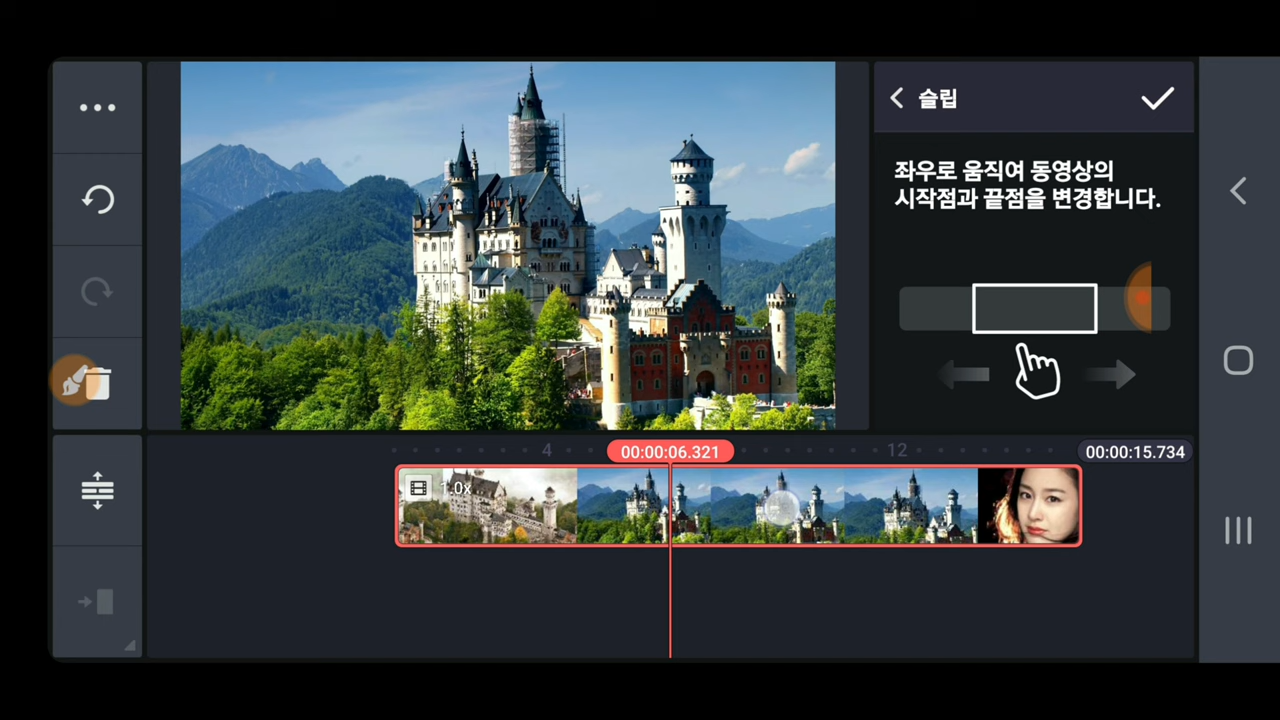 슬립
좌우로 움직여 동영상의
시작점과 끝점을 변경합니다.
4
00:00:06.321
12
00:00:15.734
1.0x